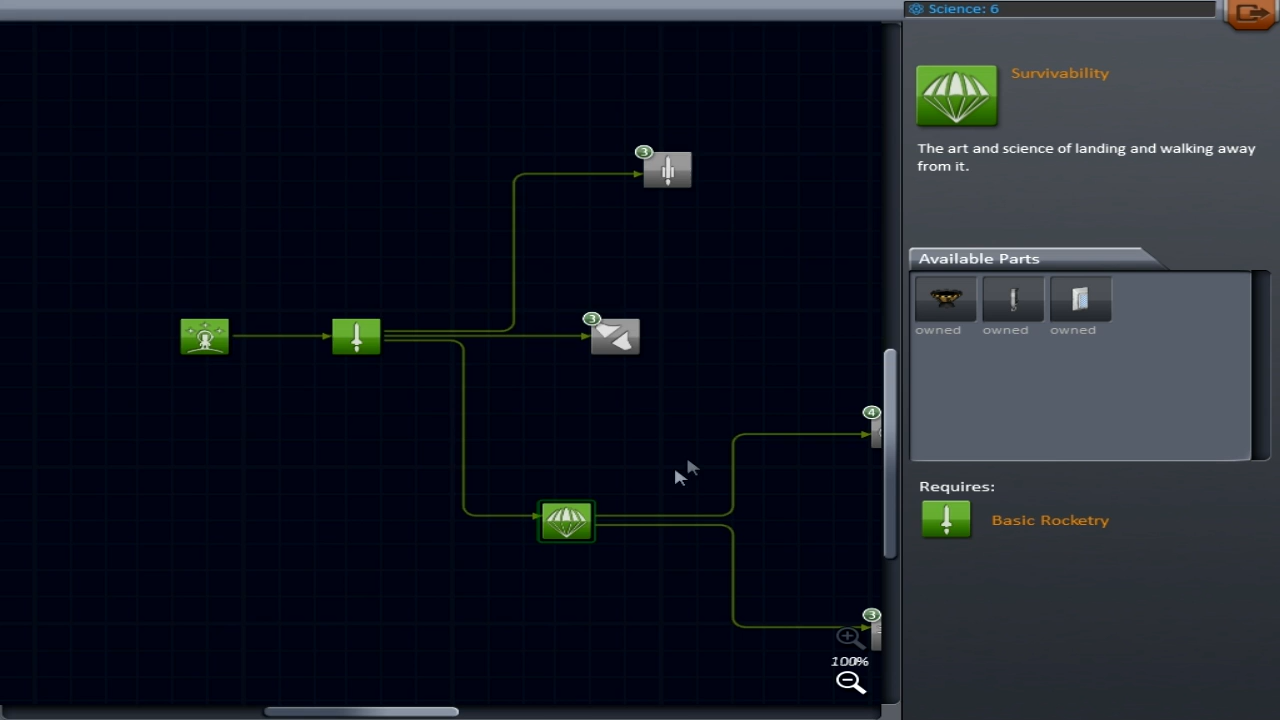 Science: 6
Survivability
The art and science of landing and walking away
from it.
Available Parts
owned owned owned
Requires:
Basic Rocketry
3
3
4
3
100%